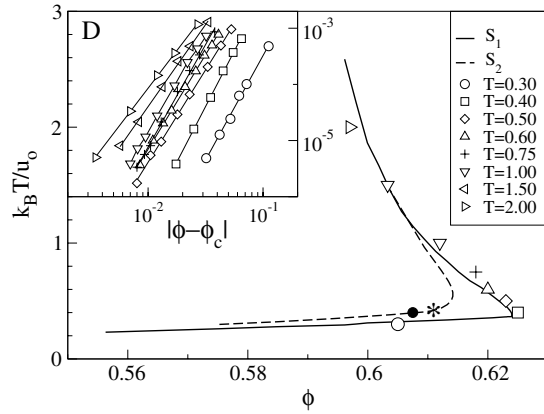 D
10^-3
10^-5
10^-2
10^-1
|ϕ-ϕ_c|
3
2
1
0
k_B T/u_o
0.56
0.58
0.6
0.62
ϕ
S_1
S_2
T=0.30
T=0.40
T=0.50
T=0.60
T=0.75
T=1.00
T=1.50
T=2.00
*